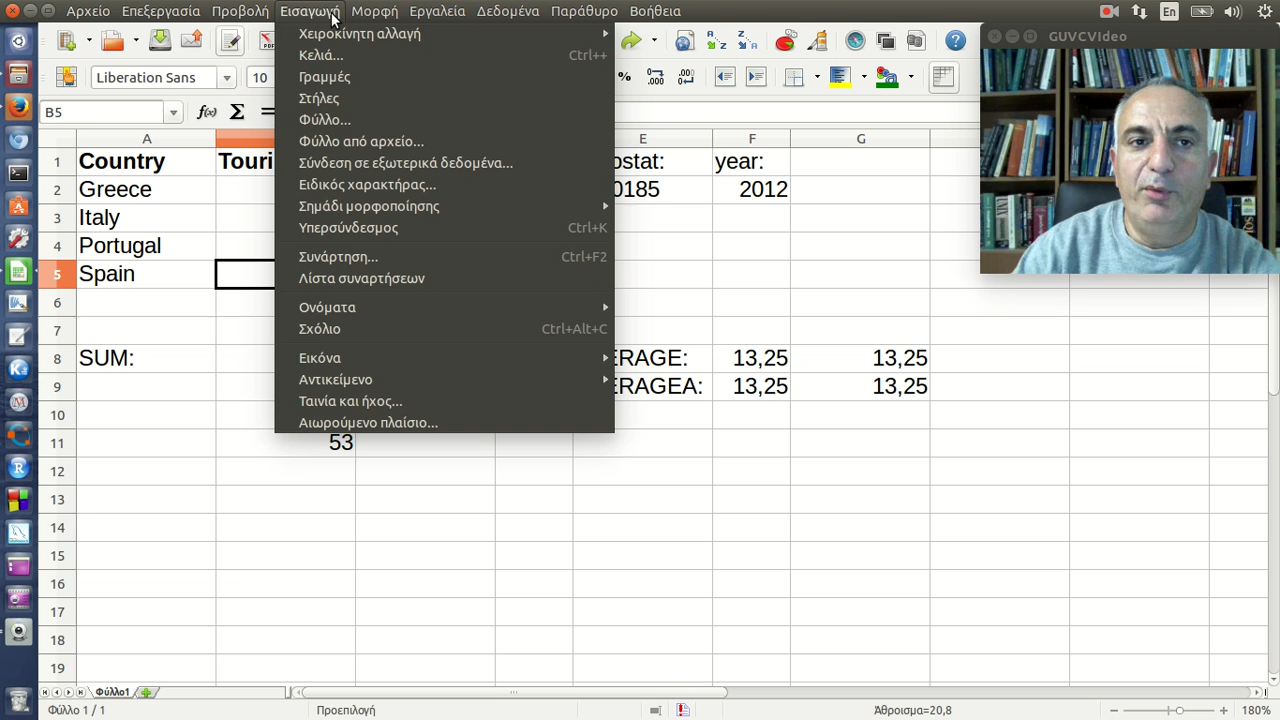 Αρχείο Επεξεργασία Προβολή Εισαγωγή Μορφή Εργαλεία Δεδομένα Παράθυρο Βοήθεια
En
GUVCVIdeo
Liberation Sans
10
B5
Χειροκίνητη αλλαγή
Κελιά... Ctrl++
Γραμμές
Στήλες
Φύλλο...
Φύλλο από αρχείο...
Σύνδεση σε εξωτερικά δεδομένα...
Ειδικός χαρακτήρας...
Σημάδι μορφοποίησης
Υπερσύνδεσμος Ctrl+K
Συνάρτηση... Ctrl+F2
Λίστα συναρτήσεων
Ονόματα
Σχόλιο Ctrl+Alt+C
Εικόνα
Αντικείμενο
Ταινία και ήχος...
Αιωρούμενο πλαίσιο...
A E F G
1 Country Touri ostat: year:
2 Greece 0185 2012
3 Italy
4 Portugal
5 Spain
6
7
8 SUM: ERAGE: 13,25 13,25
9 ERAGEA: 13,25 13,25
10
11 53
12
13
14
15
16
17
18
19
Φύλλο1
Φύλλο 1 / 1 Προεπιλογή Άθροισμα=20,8 180%